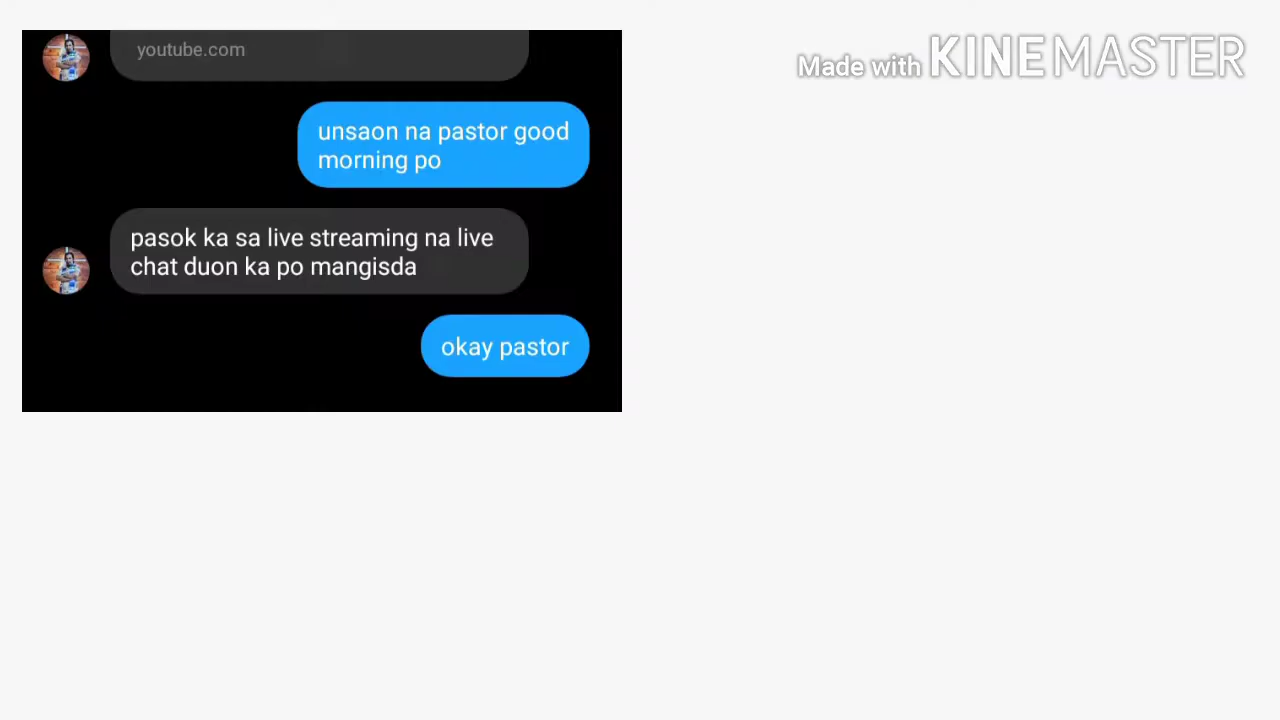 youtube.com
Made with KINEMASTER
unsaon na pastor good
morning po
pasok ka sa live streaming na live
chat duon ka po mangisda
okay pastor